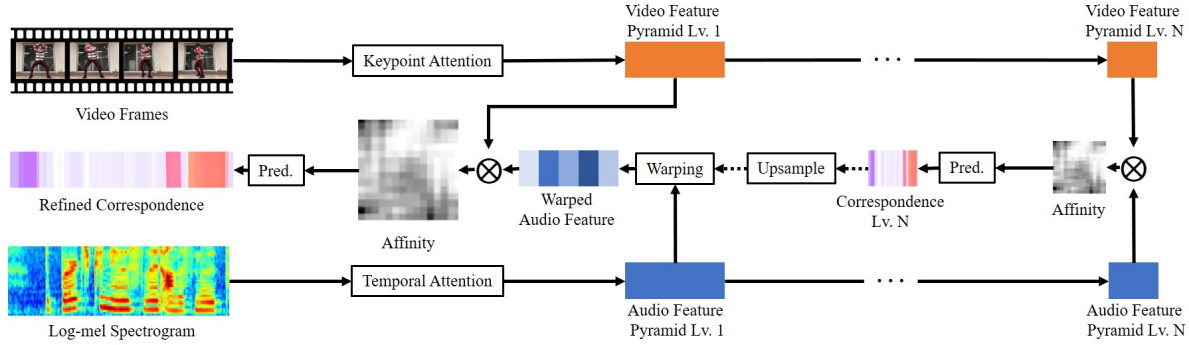 Video Feature
Pyramid Lv. 1
Video Feature
Pyramid Lv. N
Keypoint Attention
. . .
Video Frames
Pred.
Warping
Upsample
Pred.
Refined Correspondence
Affinity
Warped
Audio Feature
Correspondence
Lv. N
Affinity
Temporal Attention
. . .
Log-mel Spectrogram
Audio Feature
Pyramid Lv. 1
Audio Feature
Pyramid Lv. N